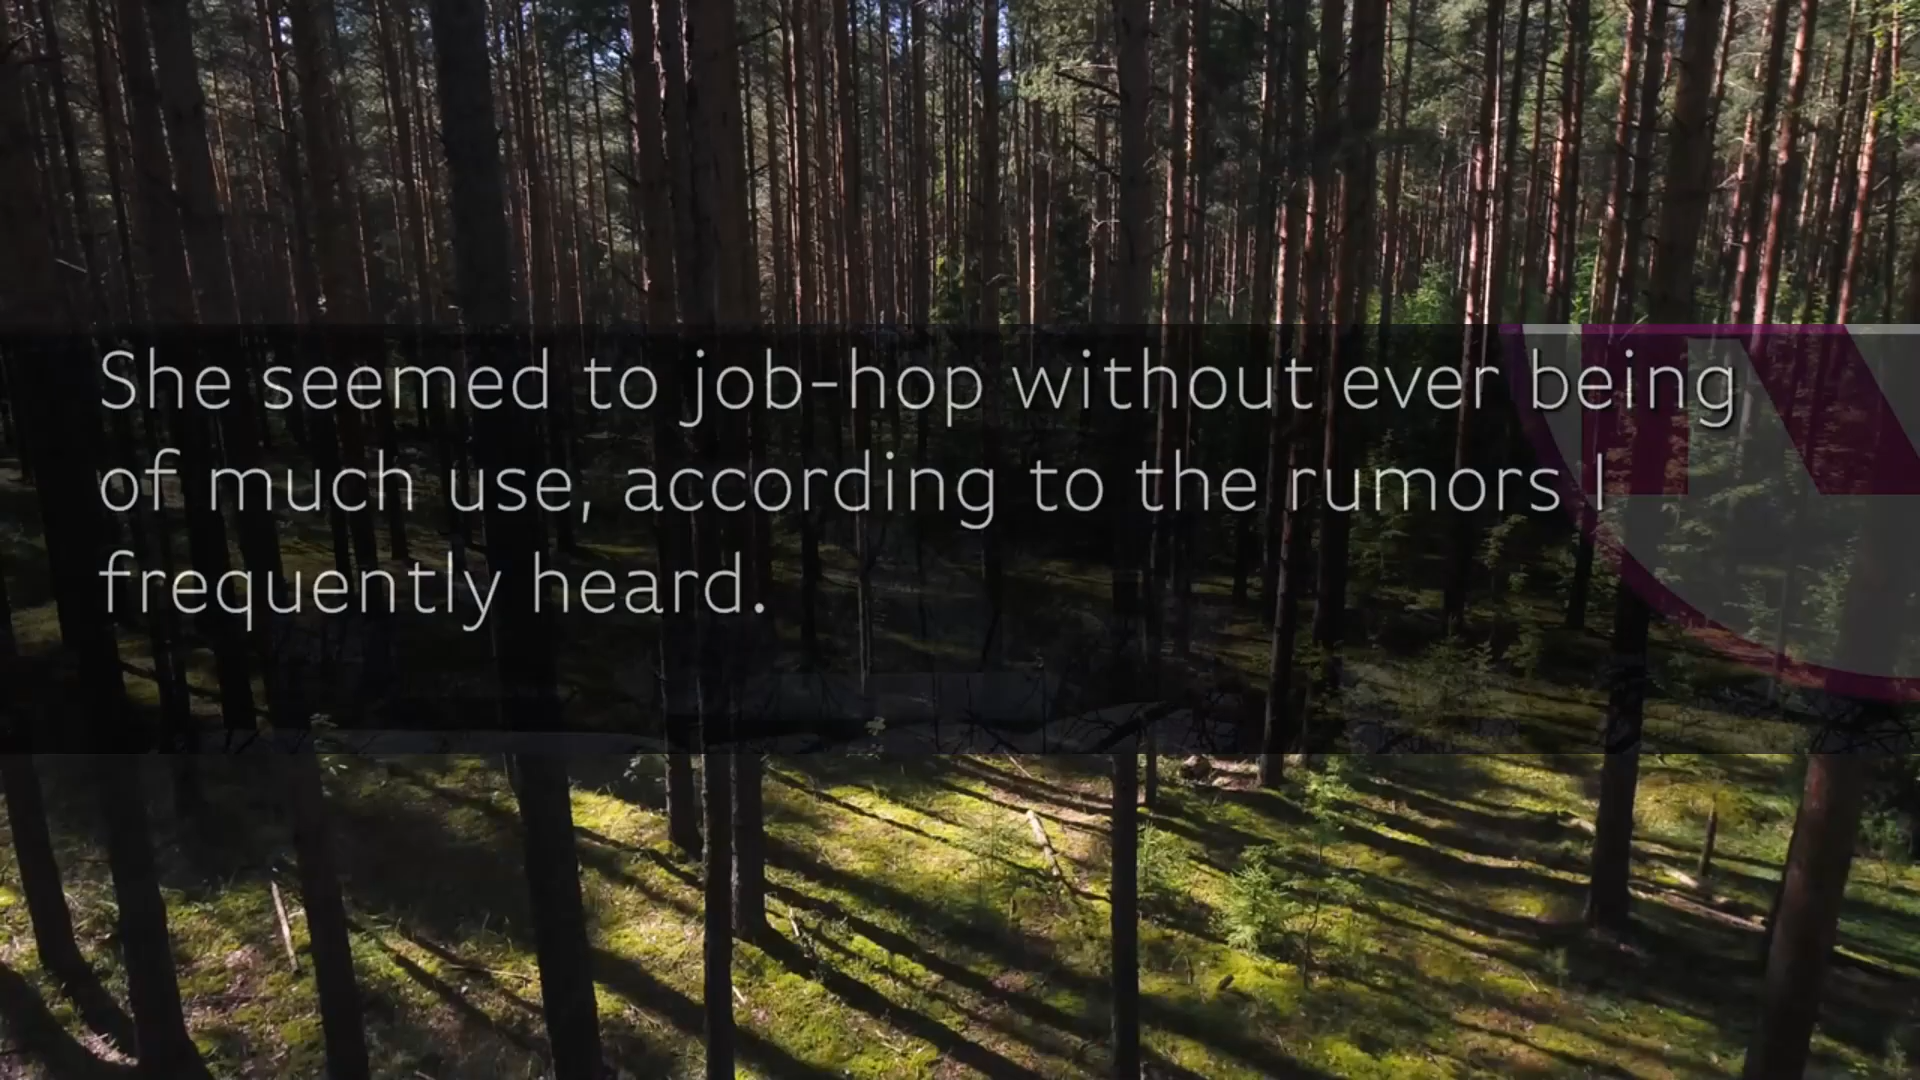 She seemed to job-hop without ever being
of much use, according to the rumors I
frequently heard.